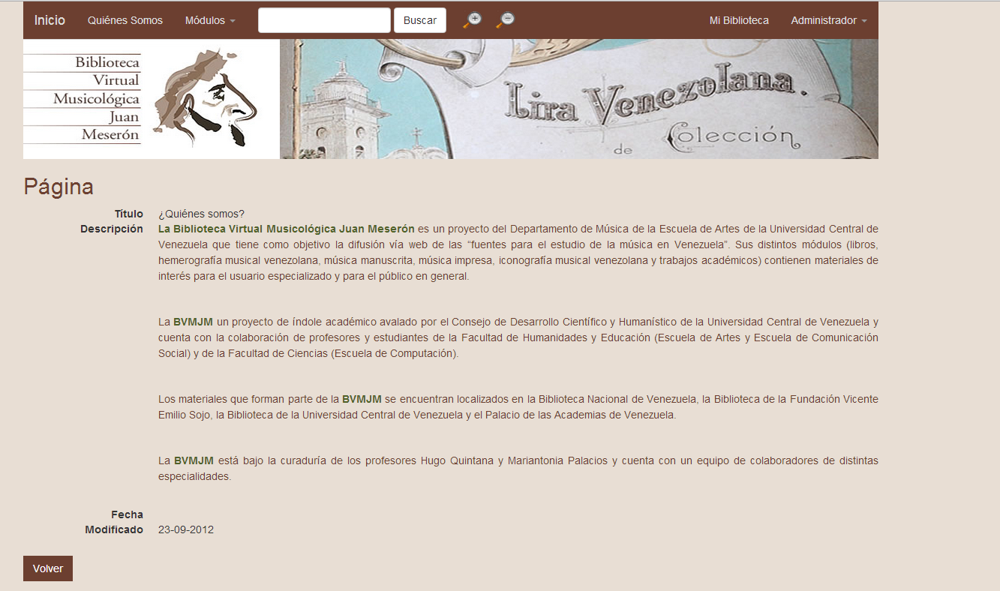 Inicio Quiénes Somos Módulos Buscar Mi Biblioteca Administrador
Biblioteca
Virtual
Musicológica
Juan
Meserón
Lira Venezolana.
de Colección
Página
Título ¿Quiénes somos?
Descripción La Biblioteca Virtual Musicológica Juan Meserón es un proyecto del Departamento de Música de la Escuela de Artes de la Universidad Central de
Venezuela que tiene como objetivo la difusión vía web de las “fuentes para el estudio de la música en Venezuela”. Sus distintos módulos (libros,
hemerografía musical venezolana, música manuscrita, música impresa, iconografía musical venezolana y trabajos académicos) contienen materiales de
interés para el usuario especializado y para el público en general.
La BVMJM un proyecto de índole académico avalado por el Consejo de Desarrollo Científico y Humanístico de la Universidad Central de Venezuela y
cuenta con la colaboración de profesores y estudiantes de la Facultad de Humanidades y Educación (Escuela de Artes y Escuela de Comunicación
Social) y de la Facultad de Ciencias (Escuela de Computación).
Los materiales que forman parte de la BVMJM se encuentran localizados en la Biblioteca Nacional de Venezuela, la Biblioteca de la Fundación Vicente
Emilio Sojo, la Biblioteca de la Universidad Central de Venezuela y el Palacio de las Academias de Venezuela.
La BVMJM está bajo la curaduría de los profesores Hugo Quintana y Mariantonia Palacios y cuenta con un equipo de colaboradores de distintas
especialidades.
Fecha
Modificado 23-09-2012
Volver